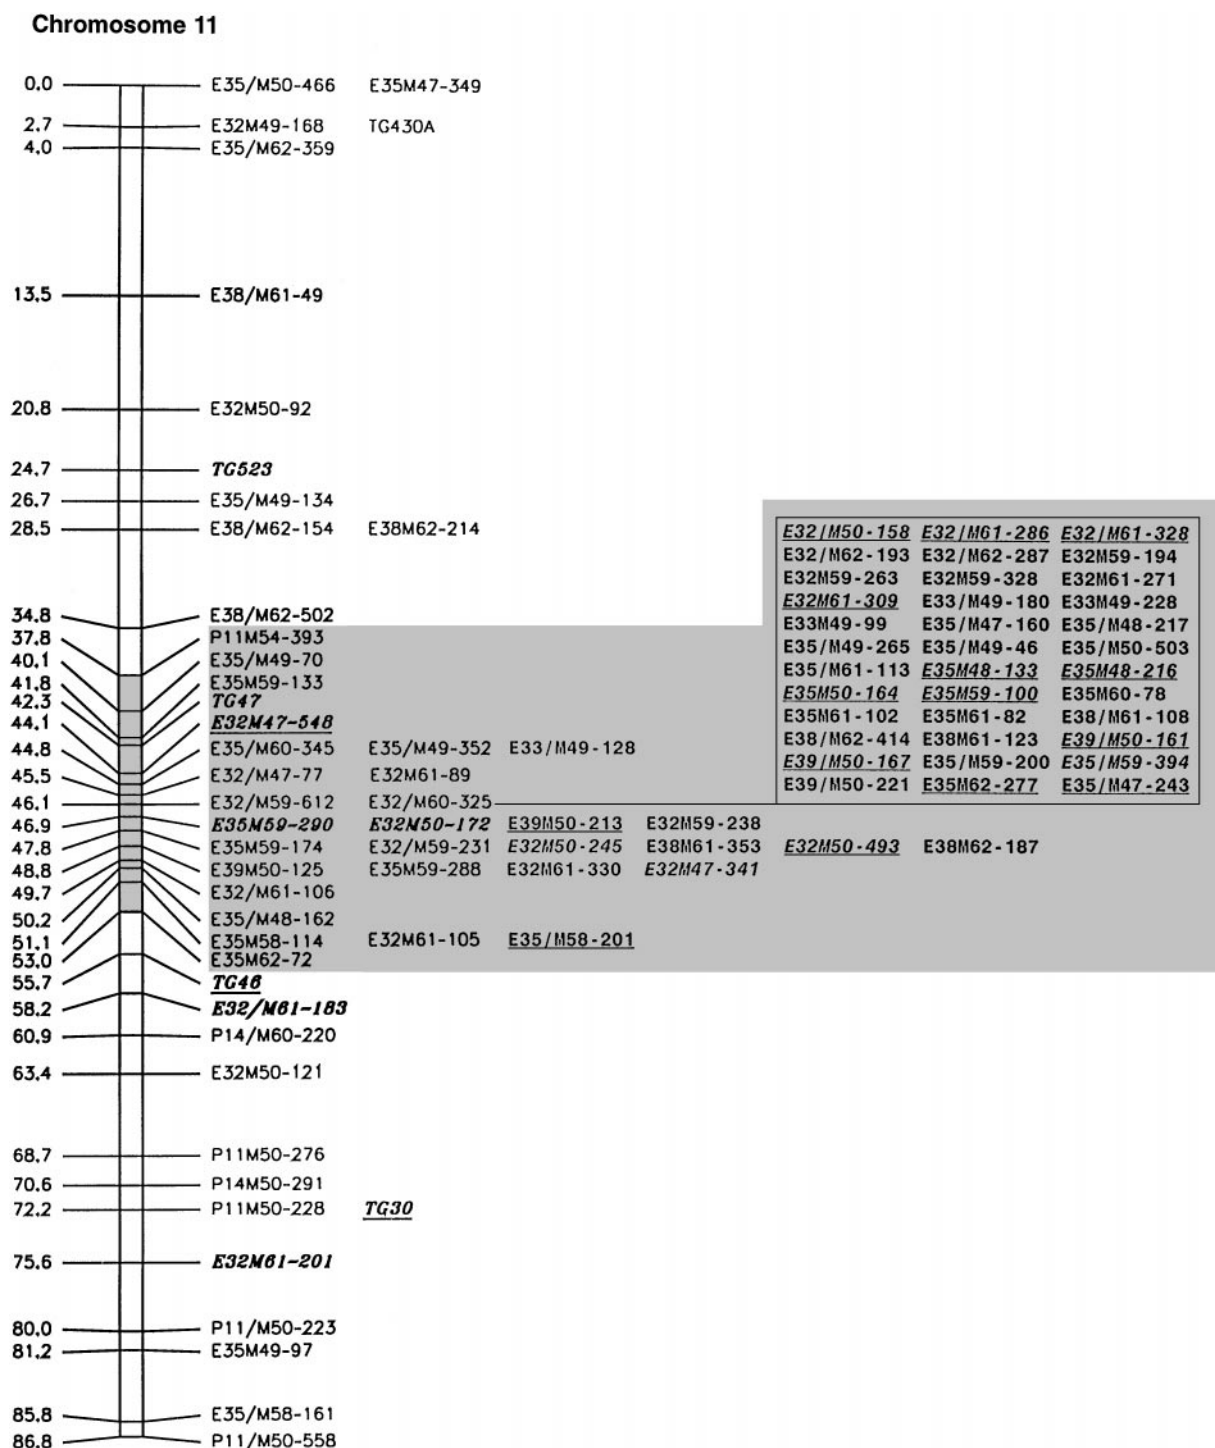 Chromosome 11
0.0 E35/M50-466 E35M47-349
2.7 E32M49-168 TG430A
4.0 E35/M62-359
13.5 E38/M61-49
20.8 E32M50-92
24.7 TG523
26.7 E35/M49-134
28.5 E38/M62-154 E38M62-214
34.8 E38/M62-502
37.8 P11M54-393
40.1 E35/M49-70
41.8 E35M59-133
42.3 TG47
44.1 E32M47-548
44.8 E35/M60-345 E35/M49-352 E33/M49-128
45.5 E32/M47-77 E32M61-89
46.1 E32/M59-612 E32/M60-325
E32/M50-158 E32/M61-286 E32/M61-328
E32/M62-193 E32/M62-287 E32M59-194
E32M59-263 E32M59-328 E32M61-271
E32M61-309 E33/M49-180 E33M49-228
E33M49-99 E35/M47-160 E35/M48-217
E35/M49-265 E35/M49-46 E35/M50-503
E35/M61-113 E35M48-133 E35M48-216
E35M50-164 E35M59-100 E35M60-78
E35M61-102 E35M61-82 E38/M61-108
E38/M62-414 E38M61-123 E39/M50-161
E39/M50-167 E35/M59-200 E35/M59-394
E39/M50-221 E35M62-277 E35/M47-243
46.9 E35M59-290 E32M50-172 E39M50-213 E32M59-238
47.8 E35M59-174 E32/M59-231 E32M50-245 E38M61-353 E32M50-493 E38M62-187
48.8 E39M50-125 E35M59-288 E32M61-330 E32M47-341
49.7 E32/M61-106
50.2 E35/M48-162
51.1 E35M58-114 E32M61-105 E35/M58-201
53.0 E35M62-72
55.7 TG46
58.2 E32/M61-183
60.9 P14/M60-220
63.4 E32M50-121
68.7 P11M50-276
70.6 P14M50-291
72.2 P11M50-228 TG30
75.6 E32M61-201
80.0 P11/M50-223
81.2 E35M49-97
85.8 E35/M58-161
86.8 P11/M50-558